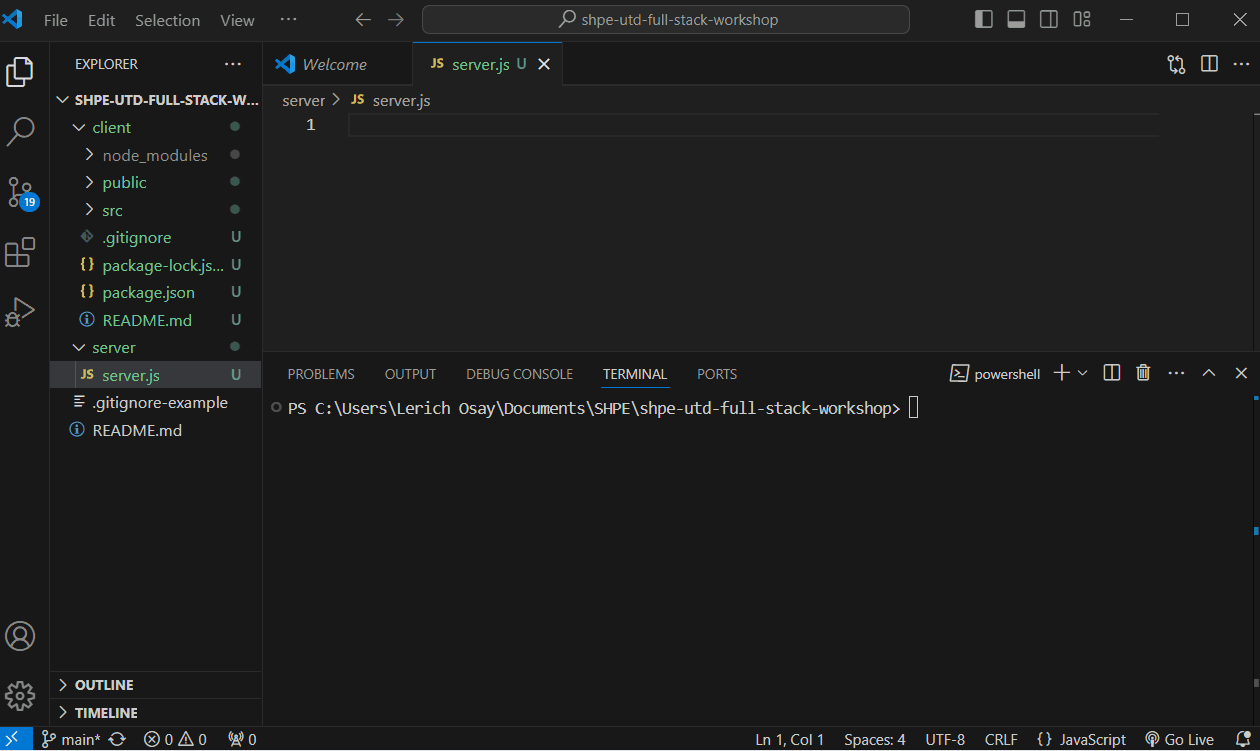 File Edit Selection View ··· shpe-utd-full-stack-workshop
EXPLORER ···
SHPE-UTD-FULL-STACK-W...
client
node_modules
public
src
.gitignore U
{} package-lock.js... U
{} package.json U
README.md U
server
JS server.js U
.gitignore-example
README.md
OUTLINE
TIMELINE
19
Welcome JS server.js U
server > JS server.js
1
PROBLEMS OUTPUT DEBUG CONSOLE TERMINAL PORTS powershell
PS C:\Users\Lerich Osay\Documents\SHPE\shpe-utd-full-stack-workshop>
main* 0 0 0 Ln 1, Col 1 Spaces: 4 UTF-8 CRLF {} JavaScript Go Live